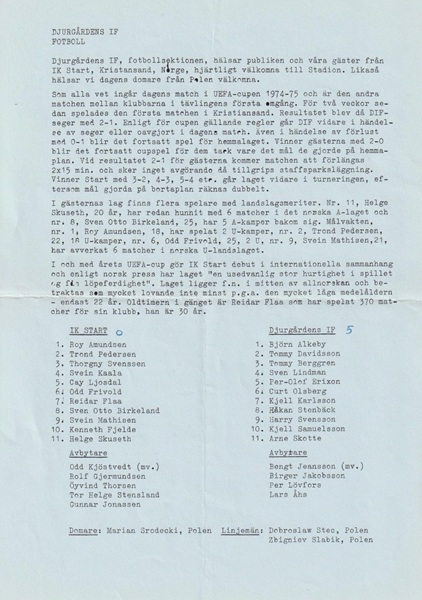 DJURGÅRDENS IF
FOTBOLL
Djurgårdens IF, fotbollsektionen, hälsar publiken och våra gäster från
IK Start, Kristansand, Norge, hjärtligt välkomna till Stadion. Likaså
hälsar vi dagens domare från Polen välkomna.
Som alla vet ingår dagens match i UEFA-cupen 1974-75 och är den andra
matchen mellan klubbarna i tävlingens första omgång. För två veckor se-
dan spelades den första matchen i Kristiansand. Resultatet blev då DIF-
seger med 2-1. Enligt för cupen gällande regler går DIF vidare i händel-
se av seger eller oavgjort i dagens match. Även i händelse av förlust
med 0-1 blir det fortsatt spel för hemmalaget. Vinner gästerna med 2-0
blir det fortsatt cupspel för dem tack vare det mål de gjorde på hemma-
plan. Vid resultatet 2-1 för gästerna kommer matchen att förlängas
2x15 min. och sker inget avgörande då tillgrips straffsparksläggning.
Vinner Start med 3-2, 4-3, 5-4 etc. går laget vidare i turneringen, ef-
tersom mål gjorda på bortaplan räknas dubbelt.
I gästernas lag finns flera spelare med landslagsmeriter. Nr. 11, Helge
Skuseth, 20 år, har redan hunnit med 6 matcher i det norska A-laget och
nr. 8, Sven Otto Birkeland, 25, har 5 A-kamper bakom sig. Målvakten,
nr. 1, Roy Amundsen, 18, har spelat 2 U-kamper, nr. 2, Trond Pedersen,
22, 18 U-kamper, nr. 6, Odd Frivold, 25, 2 U, nr. 9, Svein Mathisen,21,
har avverkat 6 matcher i norska U-landslaget.
I och med årets UEFA-cup gör IK Start debut i internationella sammanhang
och enligt norsk press har laget "en usedvanlig stor hurtighet i spillet
og fin löpeferdighet". Laget ligger f.n. i mitten av allnorskan och be-
traktas som mycket lovande inte minst p.g.a. den mycket låga medelåldern
- endast 22 år. Oldtimern i gänget är Reidar Flaa som har spelat 370 mat-
cher för sin klubb, han är 30 år.
IK START 0
1. Roy Amundsen
2. Trond Pedersen
3. Thorgny Svenssen
4. Svein Kaala
5. Cay Ljosdal
6. Odd Frivold
7. Reidar Flaa
8. Sven Otto Birkeland
9. Svein Mathisen
10. Kenneth Fjelde
11. Helge Skuseth
Avbytare
Odd Kjöstvedt (mv.)
Rolf Gjermundsen
Öyvind Thorsen
Tor Helge Stensland
Gunnar Jonassen
Djurgårdens IF 5
1. Björn Alkeby
2. Tommy Davidsson
3. Tommy Berggren
4. Sven Lindman
5. Per-Olof Erixon
6. Curt Olsberg
7. Kjell Karlsson
8. Håkan Stenbäck
9. Harry Svensson
10. Kjell Samuelsson
11. Arne Skotte
Avbytare
Bengt Jeansson (mv.)
Birger Jakobsson
Per Lövfors
Lars Åhs
Domare: Marian Srodecki, Polen Linjemän: Dobroslaw Stec, Polen
Zbigniev Slabik, Polen